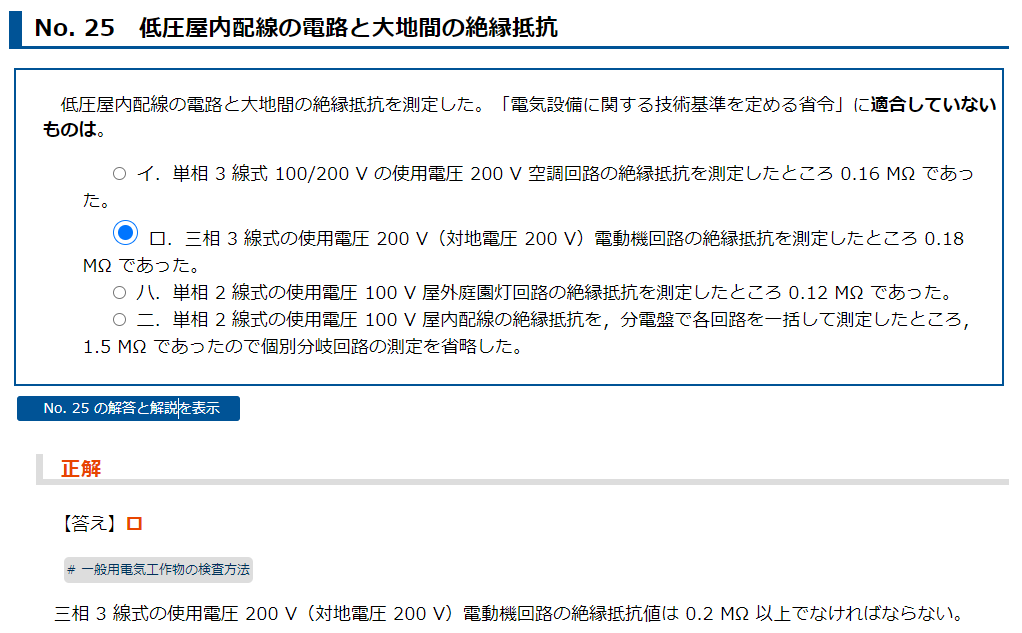 No. 25　低圧屋内配線の電路と大地間の絶縁抵抗
低圧屋内配線の電路と大地間の絶縁抵抗を測定した。「電気設備に関する技術基準を定める省令」に適合していない
ものは。
イ．単相 3 線式 100/200 V の使用電圧 200 V 空調回路の絶縁抵抗を測定したところ 0.16 MΩ であっ
た。
ロ．三相 3 線式の使用電圧 200 V（対地電圧 200 V）電動機回路の絶縁抵抗を測定したところ 0.18
MΩ であった。
ハ．単相 2 線式の使用電圧 100 V 屋外庭園灯回路の絶縁抵抗を測定したところ 0.12 MΩ であった。
ニ．単相 2 線式の使用電圧 100 V 屋内配線の絶縁抵抗を，分電盤で各回路を一括して測定したところ，
1.5 MΩ であったので個別分岐回路の測定を省略した。
No. 25 の解答と解説を表示
正解
【答え】ロ
# 一般用電気工作物の検査方法
三相 3 線式の使用電圧 200 V（対地電圧 200 V）電動機回路の絶縁抵抗値は 0.2 MΩ 以上でなければならない。